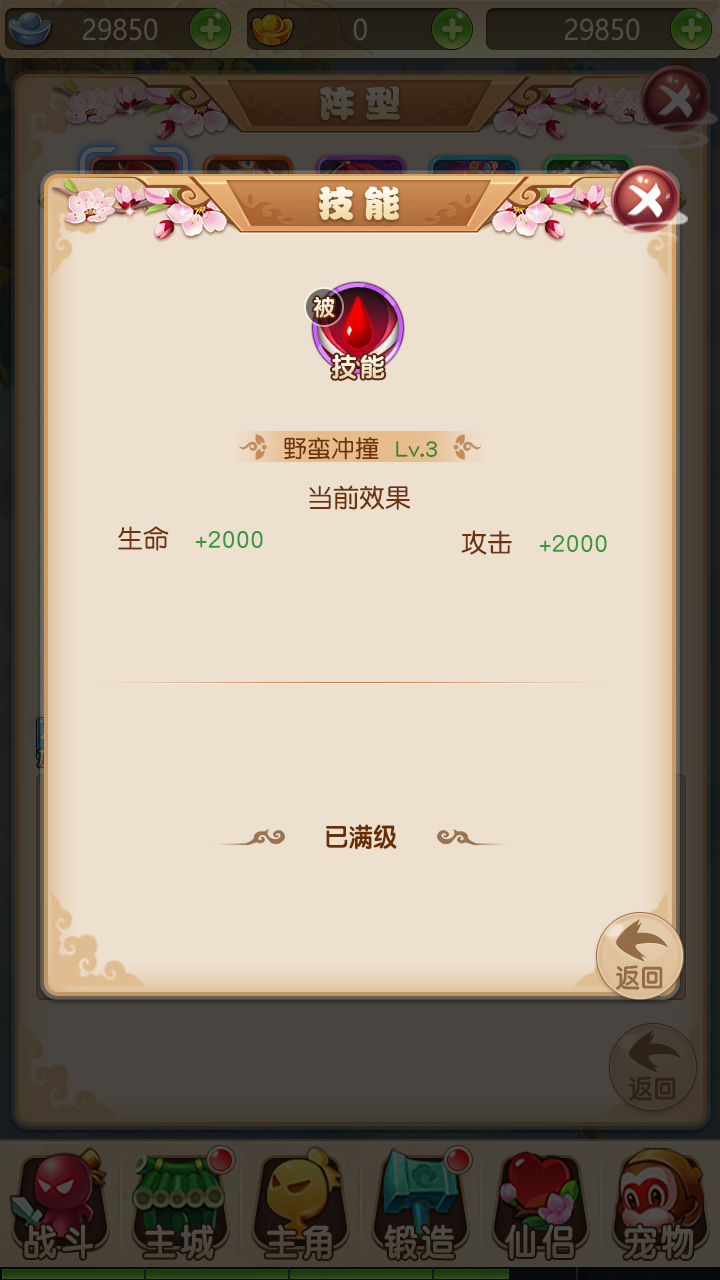 29850 0 29850
阵型
技能
被
技能
野蛮冲撞 Lv.3
当前效果
生命 +2000 攻击 +2000
已满级
返回
返回
战斗 主城 主角 锻造 仙侣 宠物